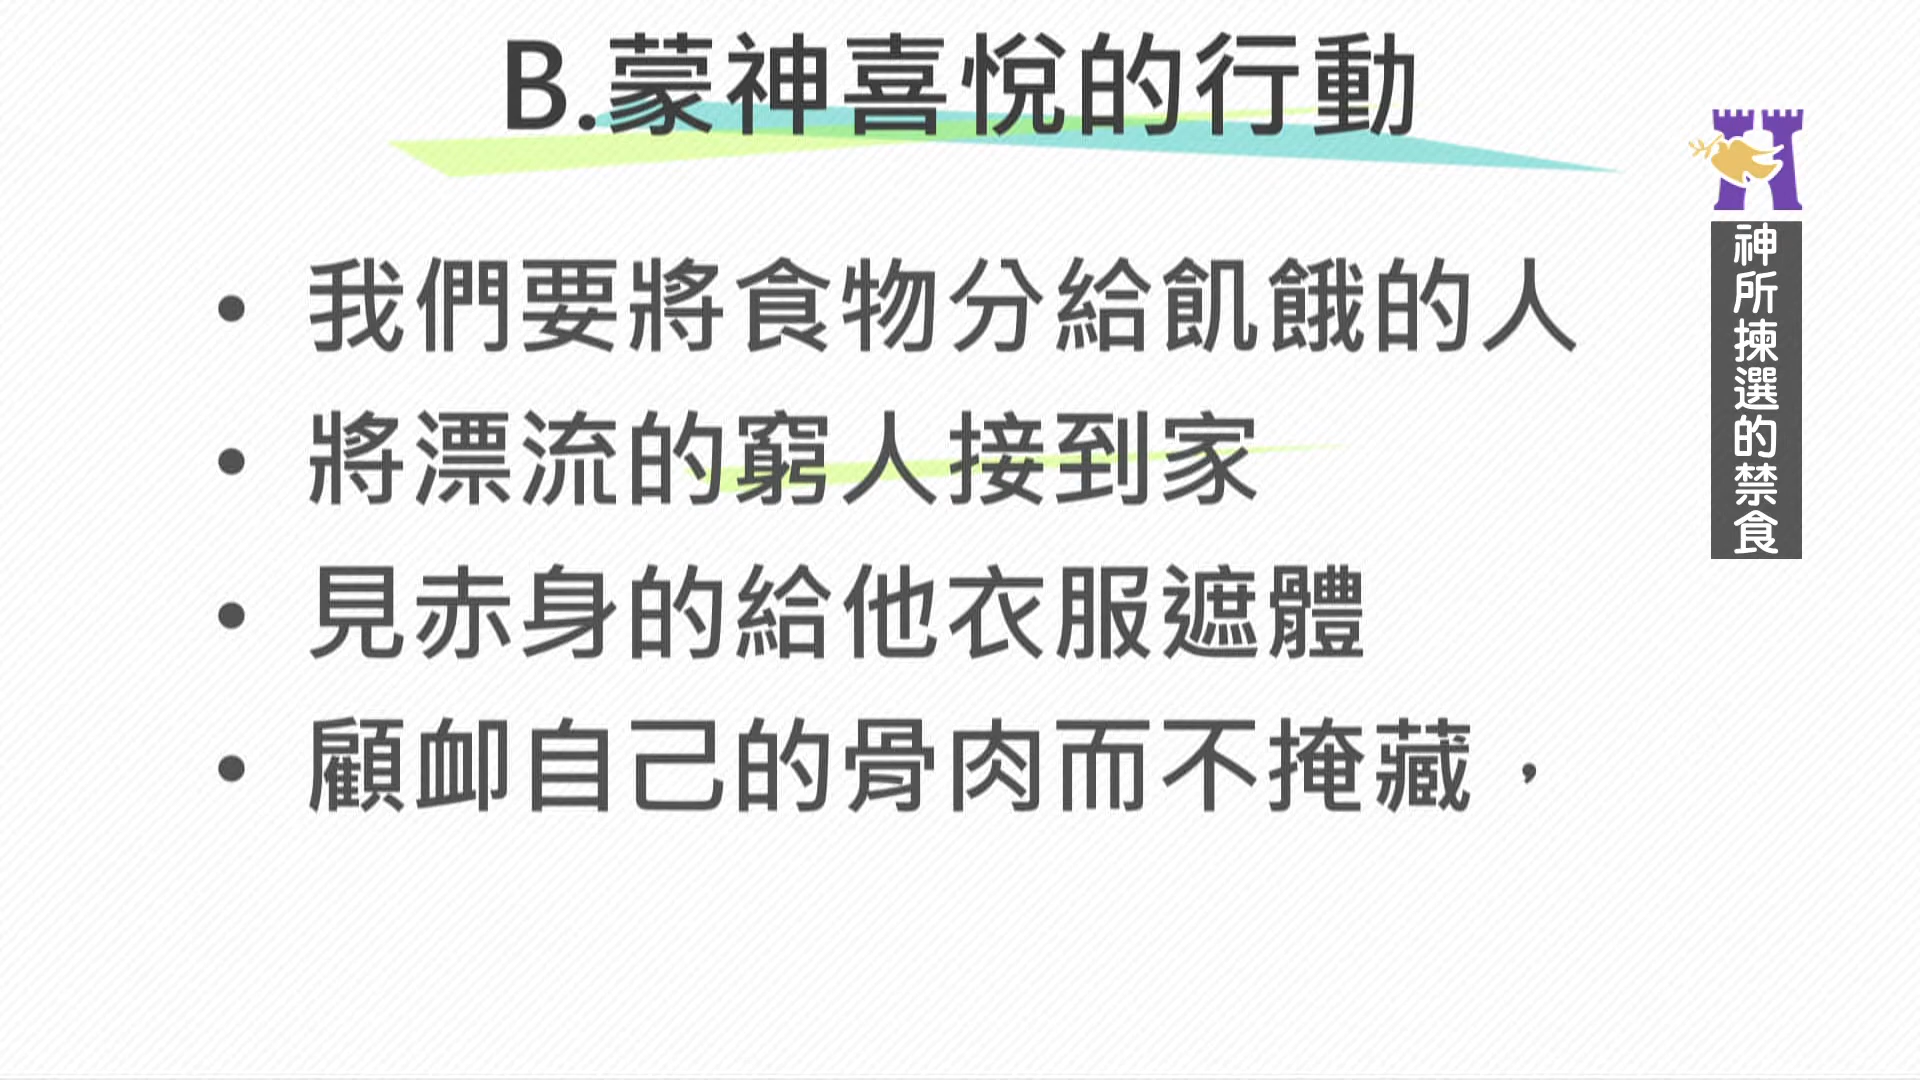 B.蒙神喜悅的行動
• 我們要將食物分給飢餓的人
• 將漂流的窮人接到家
• 見赤身的給他衣服遮體
• 顧卹自己的骨肉而不掩藏，
神所揀選的禁食